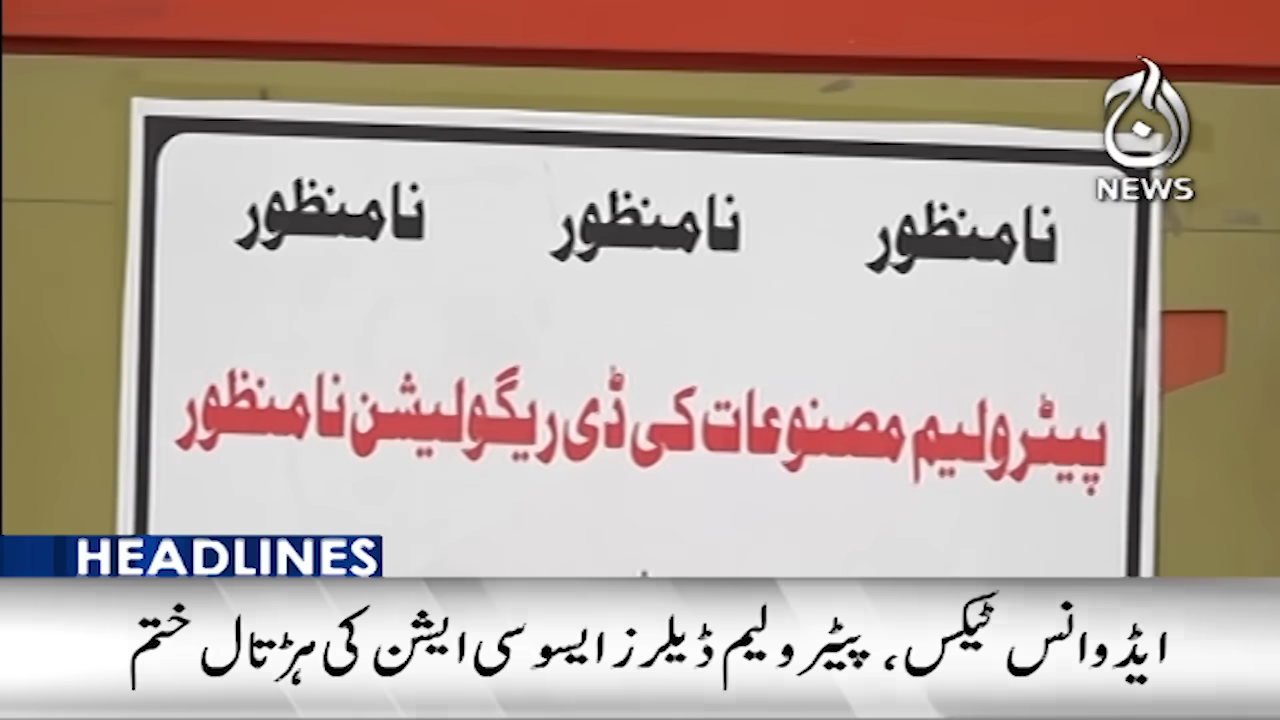 آج
NEWS
نامنظور نامنظور نامنظور
پیٹرولیم مصنوعات کی ڈی ریگولیشن نامنظور
HEADLINES
ایڈوانس ٹیکس، پیٹرولیم ڈیلرز ایسوسی ایشن کی ہڑتال ختم